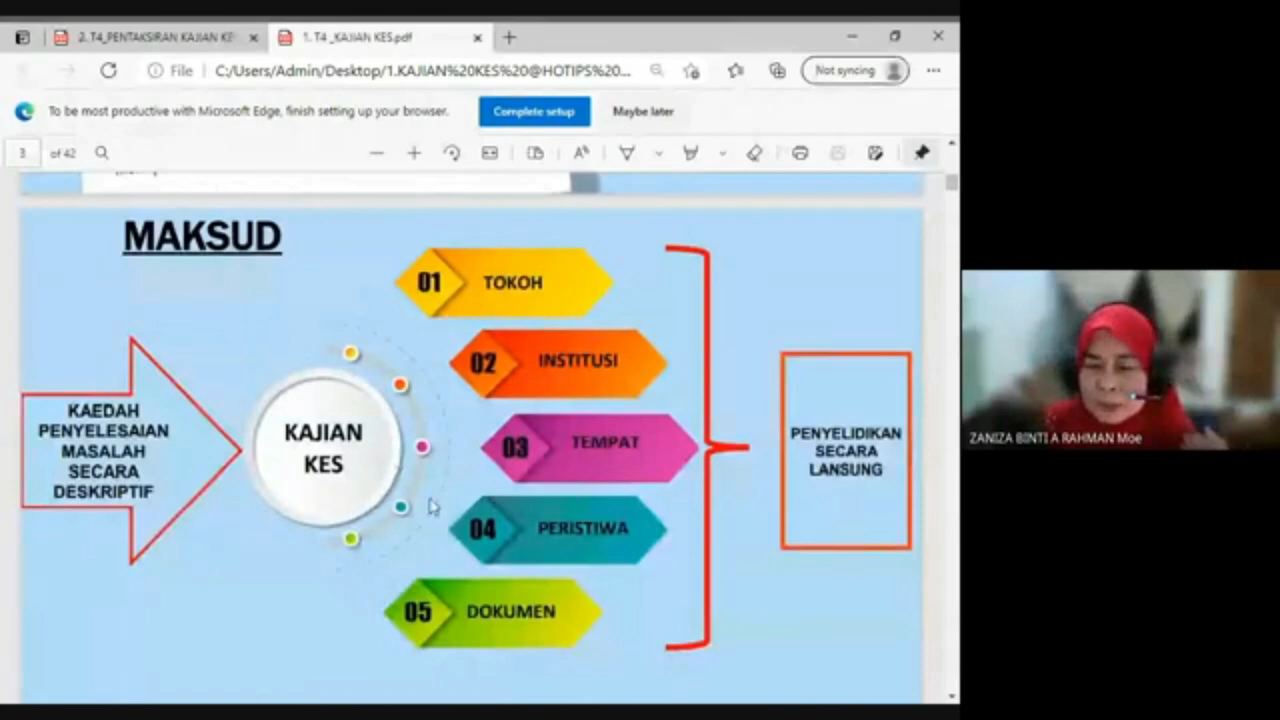 2. T4_PENTAKSIRAN KAJIAN KE
1. T4 _KAJIAN KES.pdf
File
C:/Users/Admin/Desktop/1.KAJIAN%20KES%20@HOTIPS%20...
Not syncing
To be most productive with Microsoft Edge, finish setting up your browser.
Complete setup
Maybe later
3 of 42
MAKSUD
KAEDAH
PENYELESAIAN
MASALAH
SECARA
DESKRIPTIF
KAJIAN
KES
01 TOKOH
02 INSTITUSI
03 TEMPAT
04 PERISTIWA
05 DOKUMEN
PENYELIDIKAN
SECARA
LANSUNG
ZANIZA BINTI A RAHMAN Moe